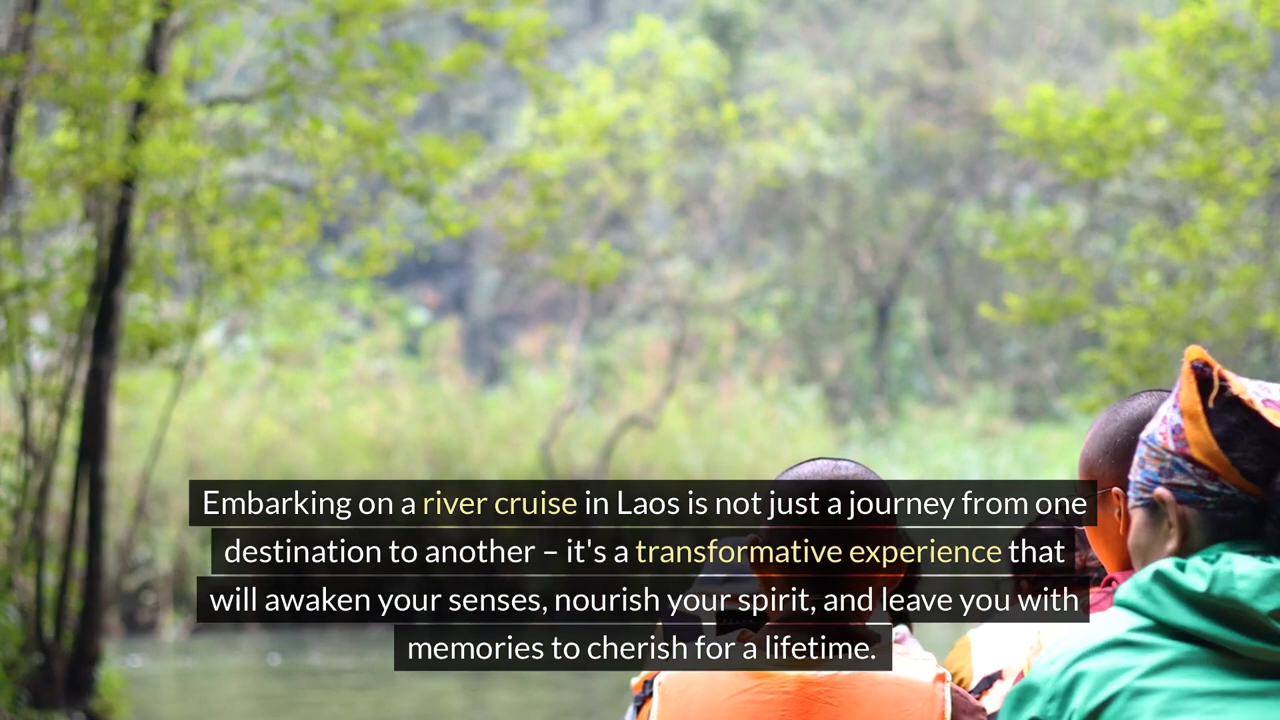 Embarking on a river cruise in Laos is not just a journey from one
destination to another – it's a transformative experience that
will awaken your senses, nourish your spirit, and leave you with
memories to cherish for a lifetime.